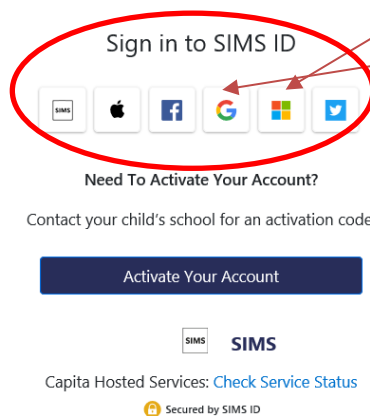 Sign in to SIMS ID
SIMS
Need To Activate Your Account?
Contact your child's school for an activation code
Activate Your Account
SIMS SIMS
Capita Hosted Services: Check Service Status
Secured by SIMS ID